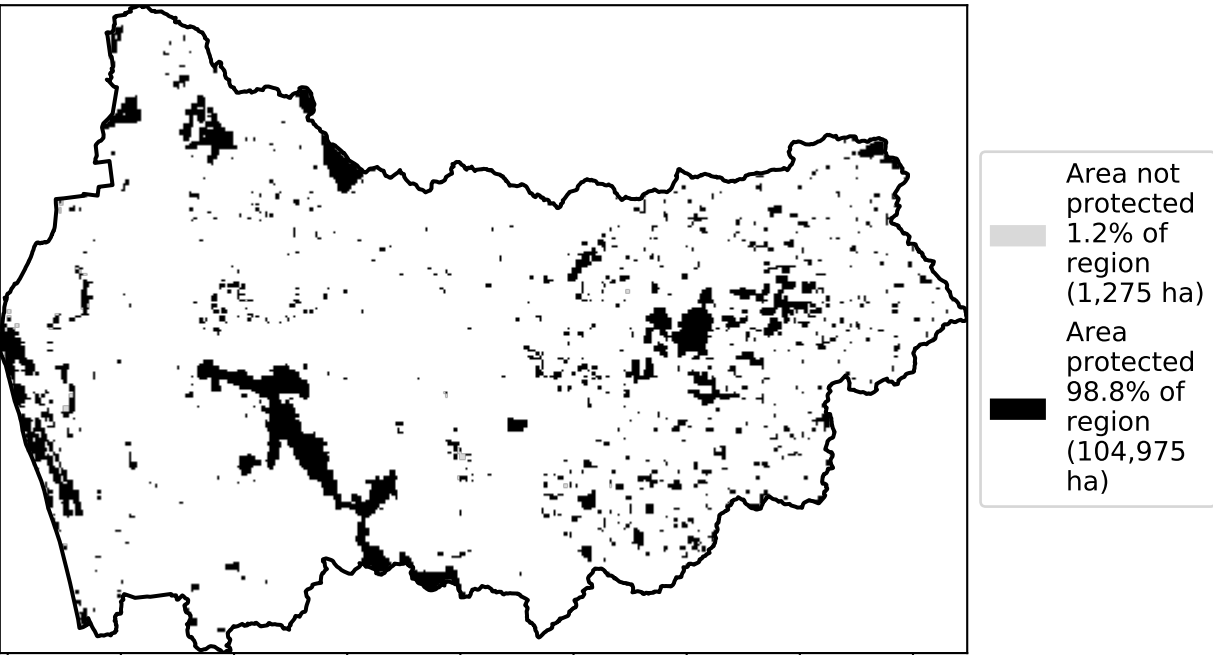 Area not
protected
1.2% of
region
(1,275 ha)
Area
protected
98.8% of
region
(104,975
ha)